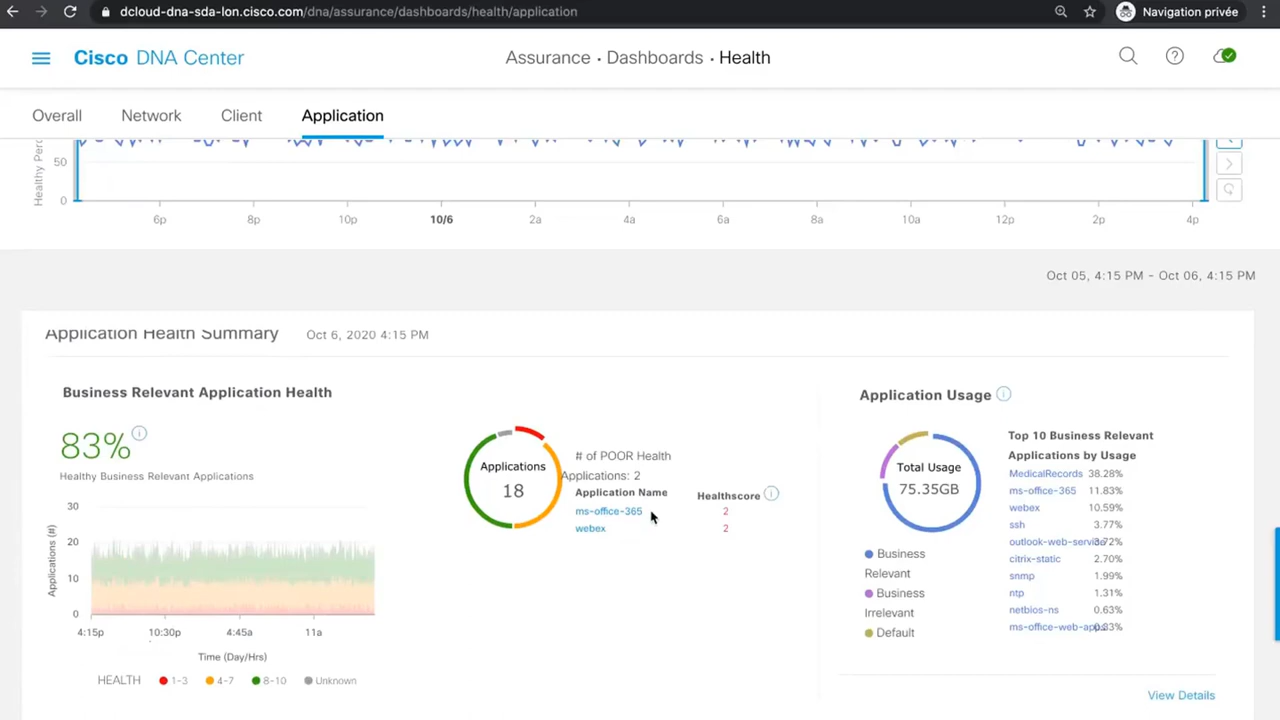 dcloud-dna-sda-lon.cisco.com/dna/assurance/dashboards/health/application
Navigation privée
Cisco DNA Center
Assurance · Dashboards · Health
Overall
Network
Client
Application
Healthy Perc
50
0
6p
8p
10p
10/6
2a
4a
6a
8a
10a
12p
2p
4p
Oct 05, 4:15 PM - Oct 06, 4:15 PM
Application Health Summary
Oct 6, 2020 4:15 PM
Business Relevant Application Health
83%
Healthy Business Relevant Applications
Applications (#)
30
20
10
0
4:15p
10:30p
4:45a
11a
Time (Day/Hrs)
HEALTH
1-3
4-7
8-10
Unknown
Applications
18
# of POOR Health
Applications: 2
Application Name
Healthscore
ms-office-365 2
webex 2
Application Usage
Total Usage
75.35GB
Business
Relevant
Business
Irrelevant
Default
Top 10 Business Relevant
Applications by Usage
MedicalRecords 38.28%
ms-office-365 11.83%
webex 10.59%
ssh 3.77%
outlook-web-service 3.72%
citrix-static 2.70%
snmp 1.99%
ntp 1.31%
netbios-ns 0.63%
View Details